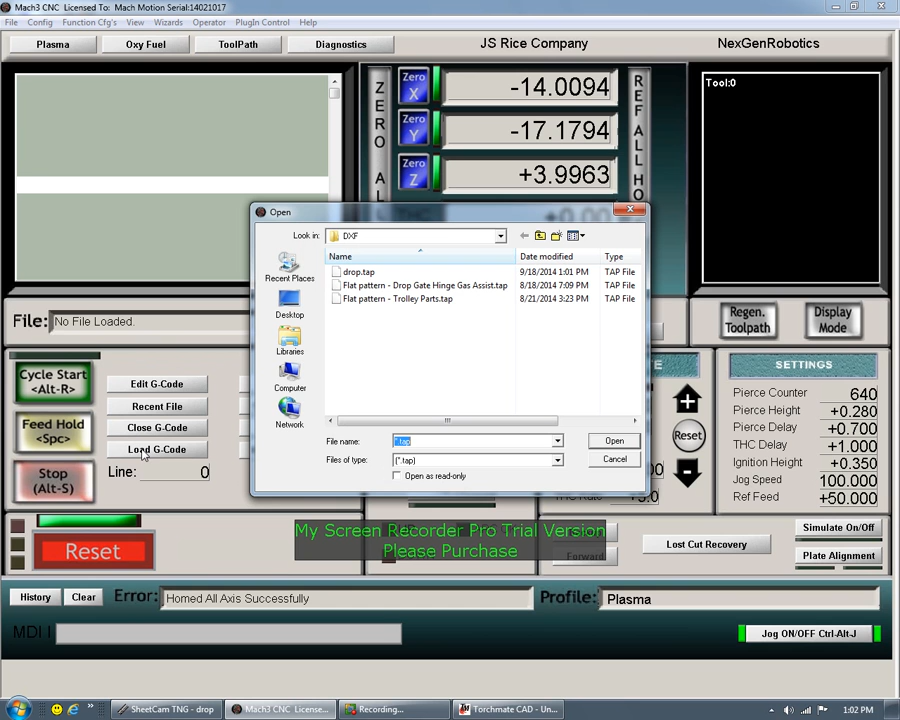 Mach3 CNC Licensed To: Mach Motion Serial:14021017
File Config Function Cfg's View Wizards Operator PlugIn Control Help
Plasma Oxy Fuel ToolPath Diagnostics JS Rice Company NexGenRobotics
ZERO AL
Zero X -14.0094
Zero Y -17.1794
Zero Z +3.9963
REF ALL HO
Tool:0
THC +0.00
Open
Look in: DXF
Name Date modified Type
drop.tap 9/18/2014 1:01 PM TAP File
Flat pattern - Drop Gate Hinge Gas Assist.tap 8/18/2014 7:09 PM TAP File
Flat pattern - Trolley Parts.tap 8/21/2014 3:23 PM TAP File
Recent Places
Desktop
Libraries
Computer
Network
File name: *.tap Open
Files of type: (*.tap) Cancel
Open as read-only
File: No File Loaded.
Regen. Toolpath
Display Mode
Cycle Start <Alt-R>
Feed Hold <Spc>
Stop (Alt-S)
Edit G-Code
Recent File
Close G-Code
Load G-Code
Line: 0
E
Reset
SETTINGS
Pierce Counter 640
Pierce Height +0.280
Pierce Delay +0.700
THC Delay +1.000
Ignition Height +0.350
Jog Speed 100.000
Ref Feed +50.000
Reset
My Screen Recorder Pro Trial Version
Please Purchase
Forward
Lost Cut Recovery
Simulate On/Off
Plate Alignment
History Clear Error: Homed All Axis Successfully Profile: Plasma
MDI
Jog ON/OFF Ctrl-Alt-J
SheetCam TNG - drop Mach3 CNC License... Recording... Torchmate CAD - Un... 1:02 PM